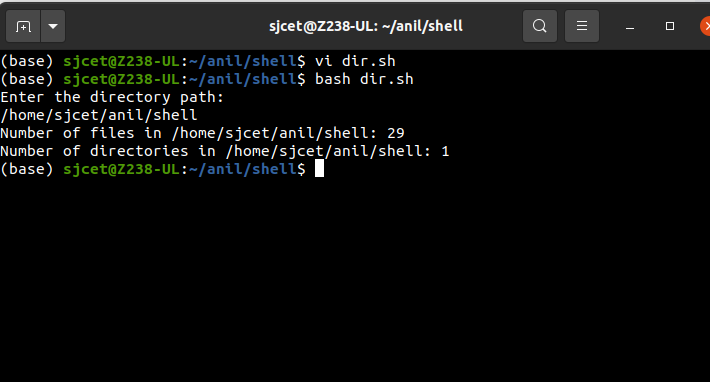 sjcet@Z238-UL: ~/anil/shell
(base) sjcet@Z238-UL:~/anil/shell$ vi dir.sh
(base) sjcet@Z238-UL:~/anil/shell$ bash dir.sh
Enter the directory path:
/home/sjcet/anil/shell
Number of files in /home/sjcet/anil/shell: 29
Number of directories in /home/sjcet/anil/shell: 1
(base) sjcet@Z238-UL:~/anil/shell$